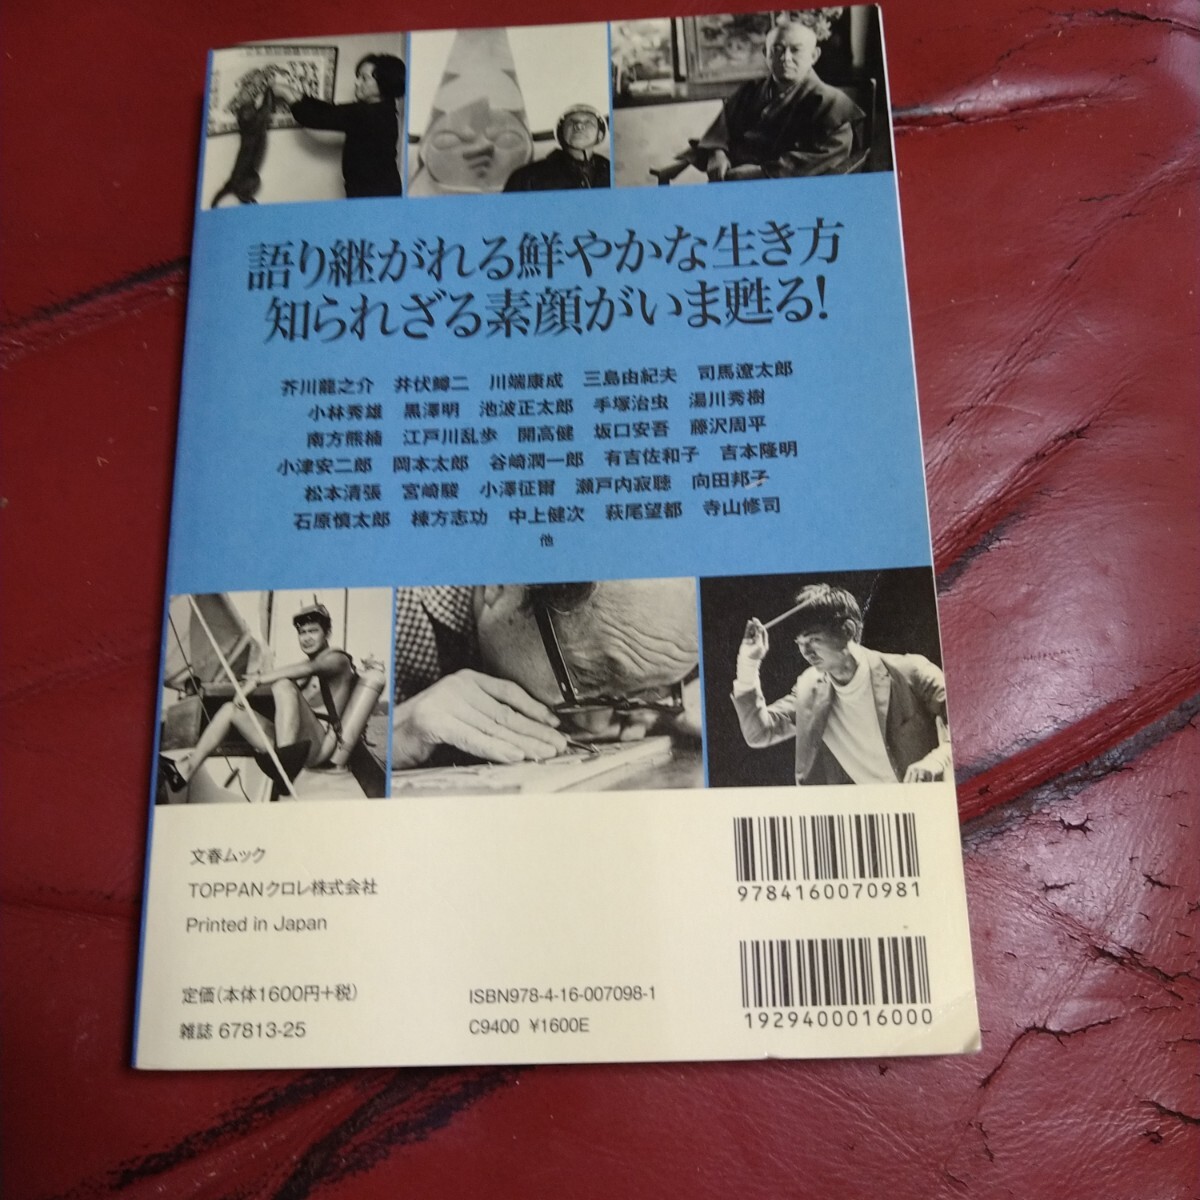 語り継がれる鮮やかな生き方
知られざる素顔がいま甦る!
芥川龍之介 井伏鱒二 川端康成 三島由紀夫 司馬遼太郎
小林秀雄 黒澤明 池波正太郎 手塚治虫 湯川秀樹
南方熊楠 江戸川乱歩 開高健 坂口安吾 藤沢周平
小津安二郎 岡本太郎 谷崎潤一郎 有吉佐和子 吉本隆明
松本清張 宮崎駿 小澤征爾 瀬戸内寂聴 向田邦子
石原慎太郎 棟方志功 中上健次 萩尾望都 寺山修司
他
文春ムック
TOPPANクロレ株式会社
Printed in Japan
定価(本体1600円+税)
雑誌 67813-25
ISBN978-4-16-007098-1
C9400 ¥1600E
9784160070981
1929400016000